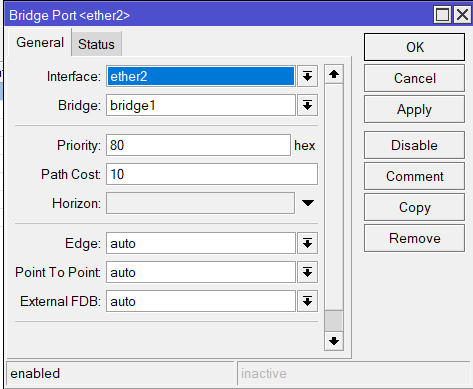 Bridge Port <ether2>
General Status
Interface: ether2
Bridge: bridge1
Priority: 80 hex
Path Cost: 10
Horizon:
Edge: auto
Point To Point: auto
External FDB: auto
OK
Cancel
Apply
Disable
Comment
Copy
Remove
enabled inactive